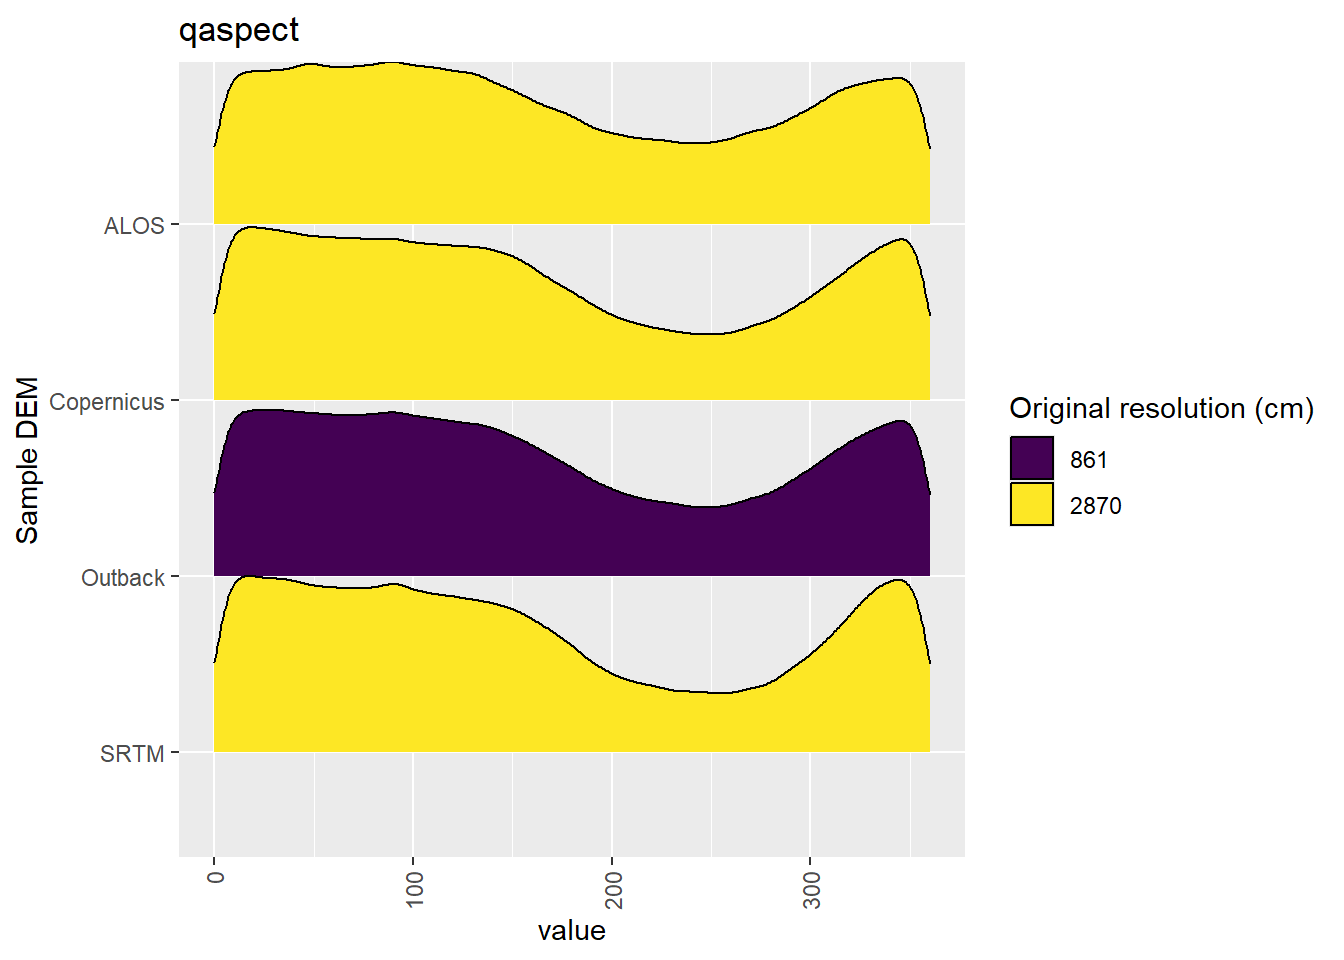 qaspect
ALOS
Copernicus
Outback
SRTM
Sample DEM
0
100
200
300
value
Original resolution (cm)
861
2870